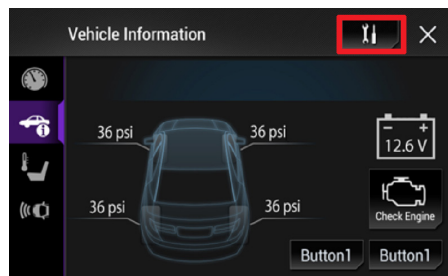 Vehicle Information
36 psi 36 psi
12.6 V
36 psi 36 psi
Check Engine
Button1 Button1